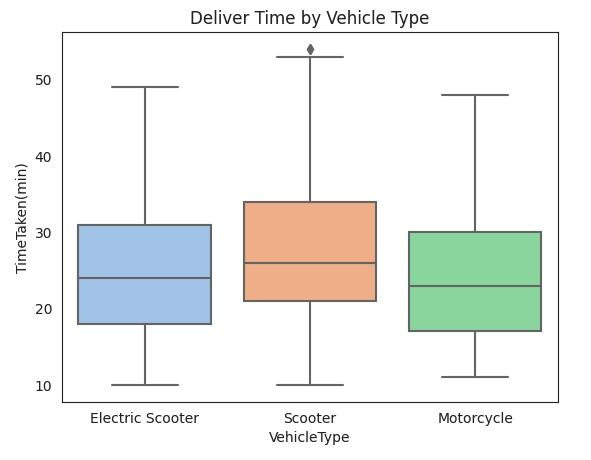 Deliver Time by Vehicle Type
50
40
30
20
10
TimeTaken(min)
Electric Scooter
Scooter
Motorcycle
VehicleType